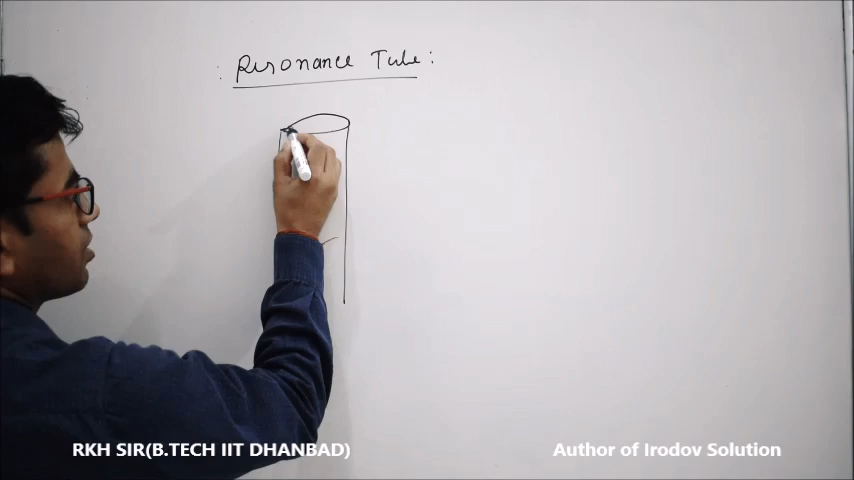 : Resonance Tube :
RKH SIR(B.TECH IIT DHANBAD)
Author of Irodov Solution